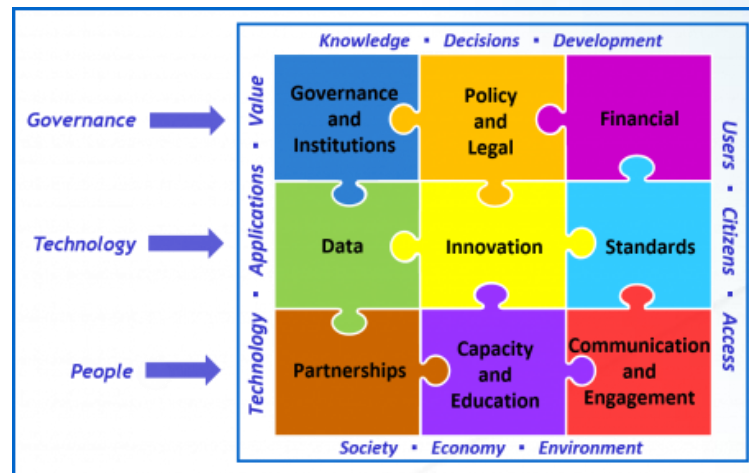 Knowledge ▪ Decisions ▪ Development
Governance
Technology
People
Technology ▪ Applications ▪ Value
Governance
and
Institutions
Policy
and
Legal
Financial
Data
Innovation
Standards
Partnerships
Capacity
and
Education
Communication
and
Engagement
Users ▪ Citizens ▪ Access
Society ▪ Economy ▪ Environment